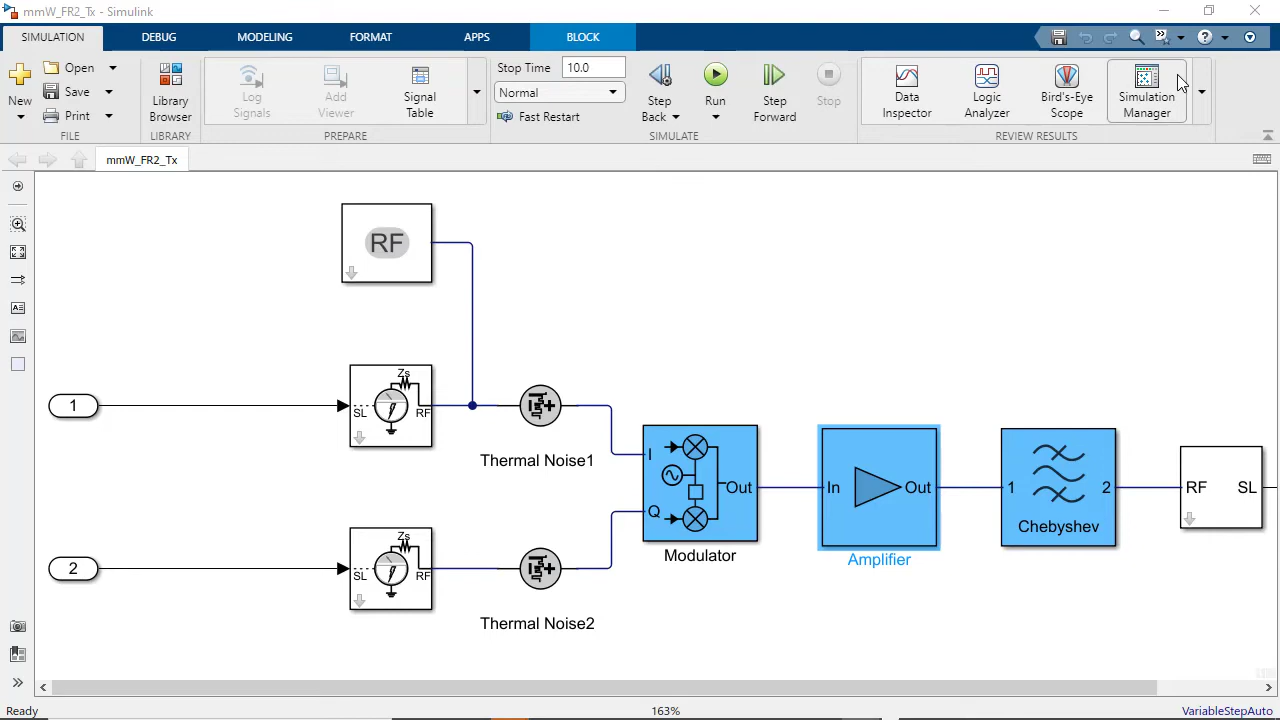 mmW_FR2_Tx - Simulink
SIMULATION
DEBUG
MODELING
FORMAT
APPS
BLOCK
New
Open
Save
Print
FILE
Library
Browser
LIBRARY
Log
Signals
Add
Viewer
Signal
Table
PREPARE
Stop Time 10.0
Normal
Fast Restart
Step
Back
Run
Step
Forward
Stop
SIMULATE
Data
Inspector
Logic
Analyzer
Bird's-Eye
Scope
Simulation
Manager
REVIEW RESULTS
mmW_FR2_Tx
RF
1
Zs
SL
RF
Thermal Noise1
2
Zs
SL
RF
Thermal Noise2
I
Q
Out
Modulator
In
Out
Amplifier
1
2
Chebyshev
RF
SL
Ready
163%
VariableStepAuto